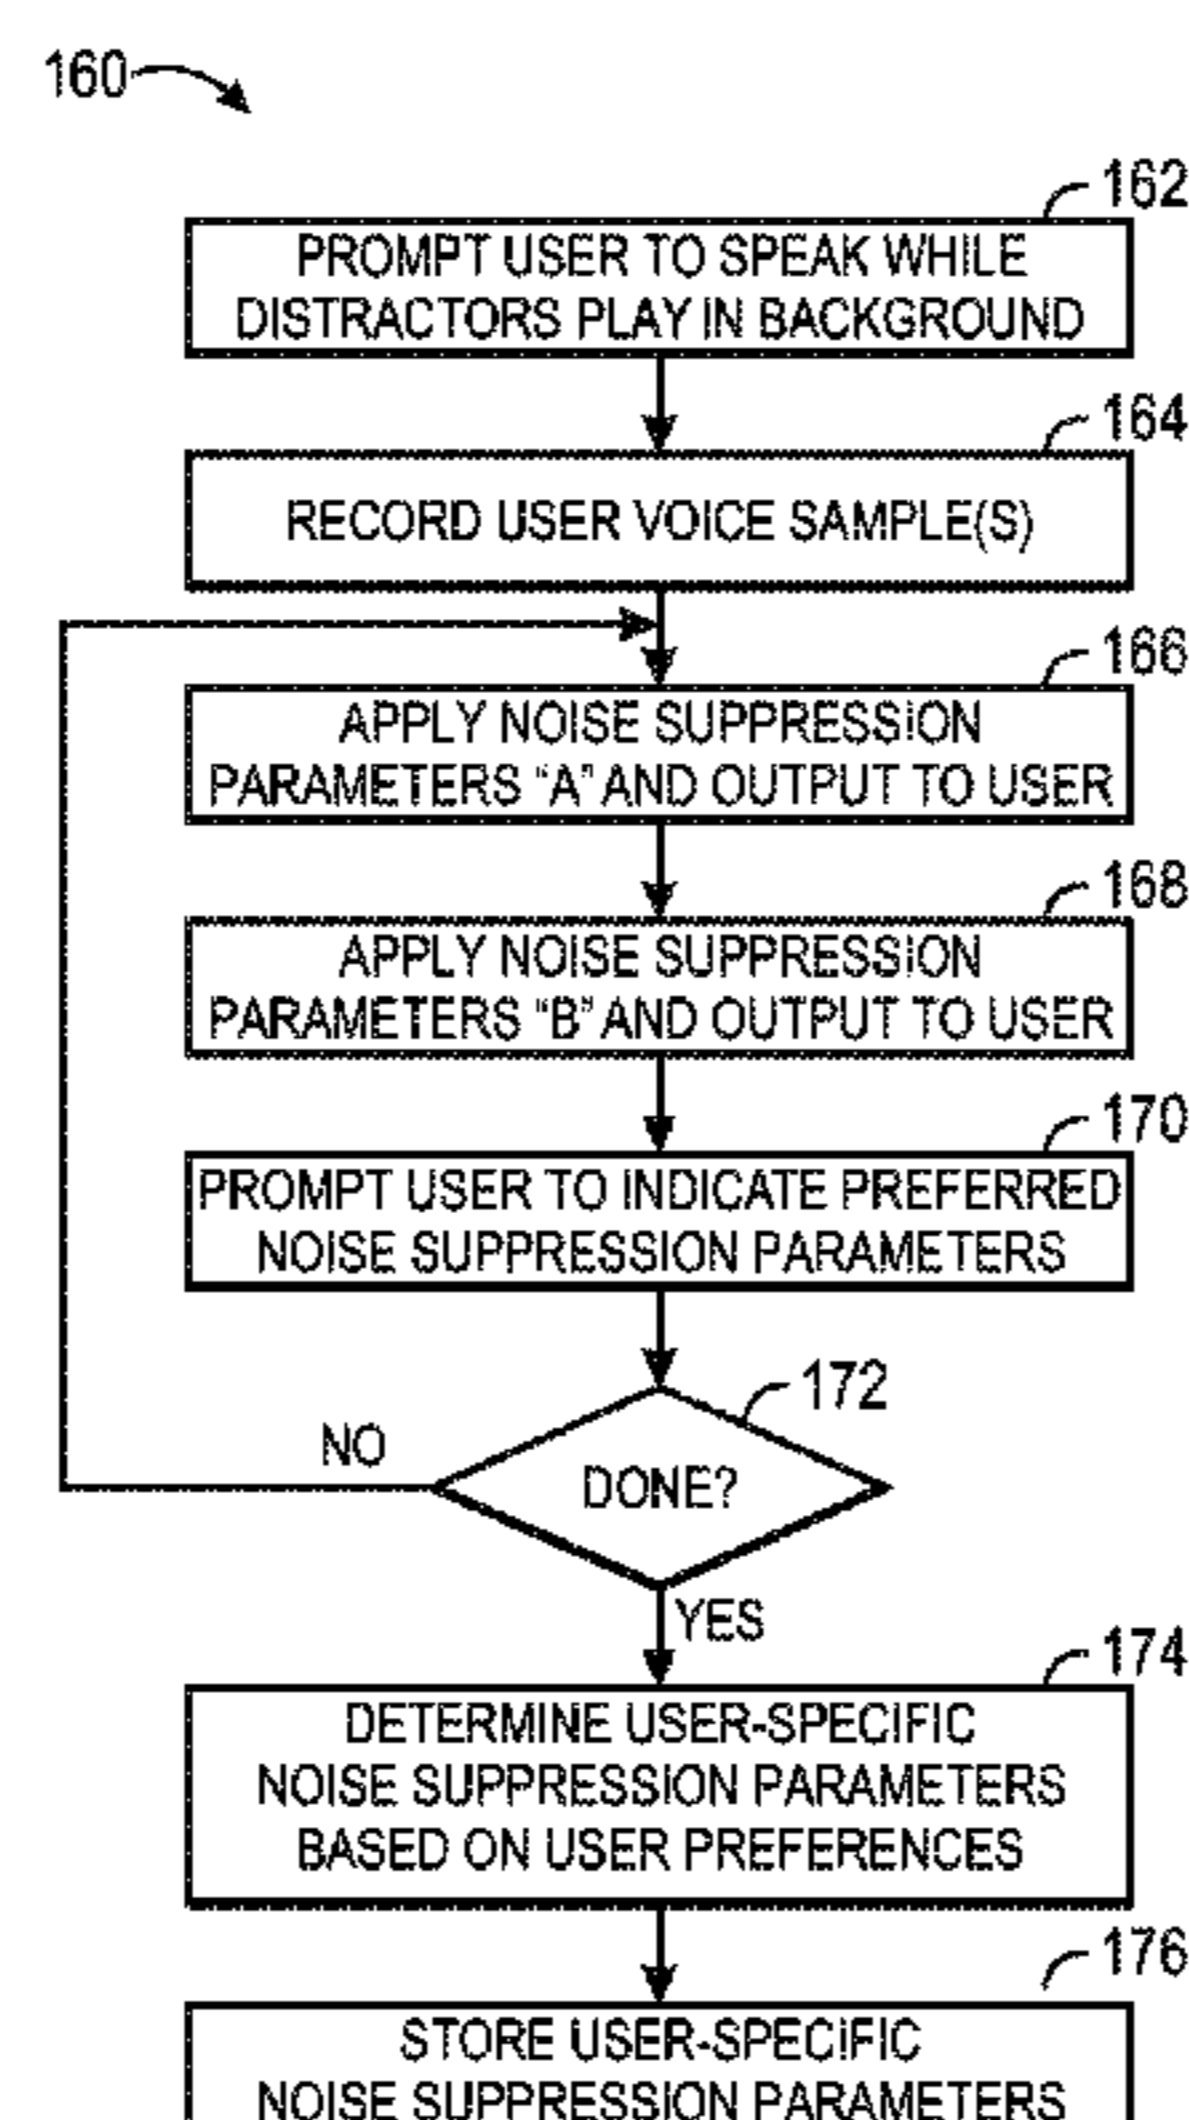 160
162
PROMPT USER TO SPEAK WHILE
DISTRACTORS PLAY IN BACKGROUND
164
RECORD USER VOICE SAMPLE(S)
166
APPLY NOISE SUPPRESSION
PARAMETERS “A” AND OUTPUT TO USER
168
APPLY NOISE SUPPRESSION
PARAMETERS “B” AND OUTPUT TO USER
170
PROMPT USER TO INDICATE PREFERRED
NOISE SUPPRESSION PARAMETERS
172
NO
DONE?
YES
174
DETERMINE USER-SPECIFIC
NOISE SUPPRESSION PARAMETERS
BASED ON USER PREFERENCES
176
STORE USER-SPECIFIC
NOISE SUPPRESSION PARAMETERS